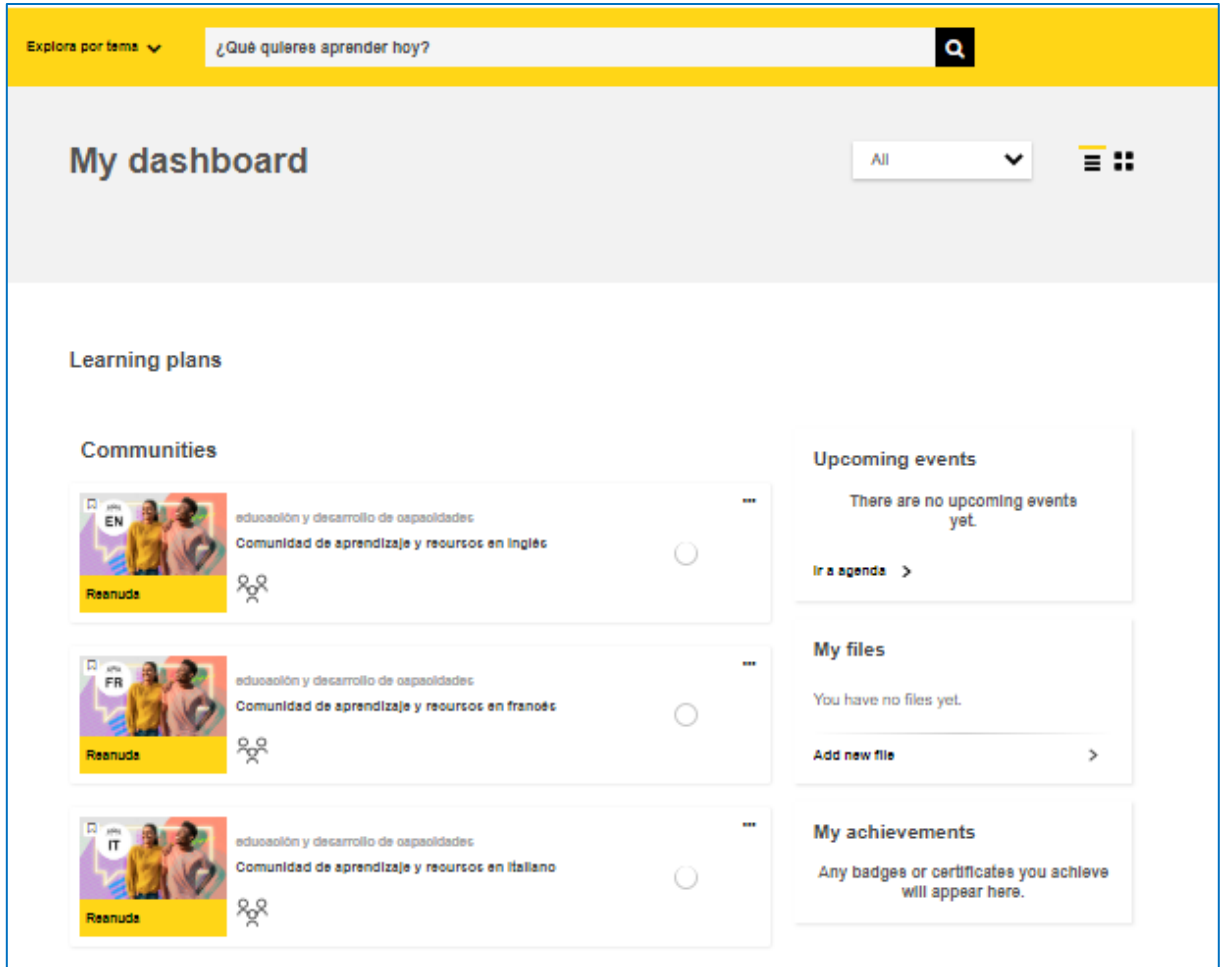 Explora por tema
¿Qué quieres aprender hoy?
My dashboard
All
Learning plans
Communities
EN
educación y desarrollo de capacidades
Comunidad de aprendizaje y recursos en inglés
Reanuda
FR
educación y desarrollo de capacidades
Comunidad de aprendizaje y recursos en francés
Reanuda
IT
educación y desarrollo de capacidades
Comunidad de aprendizaje y recursos en italiano
Reanuda
Upcoming events
There are no upcoming events
yet.
Ir a agenda
My files
You have no files yet.
Add new file
My achievements
Any badges or certificates you achieve
will appear here.